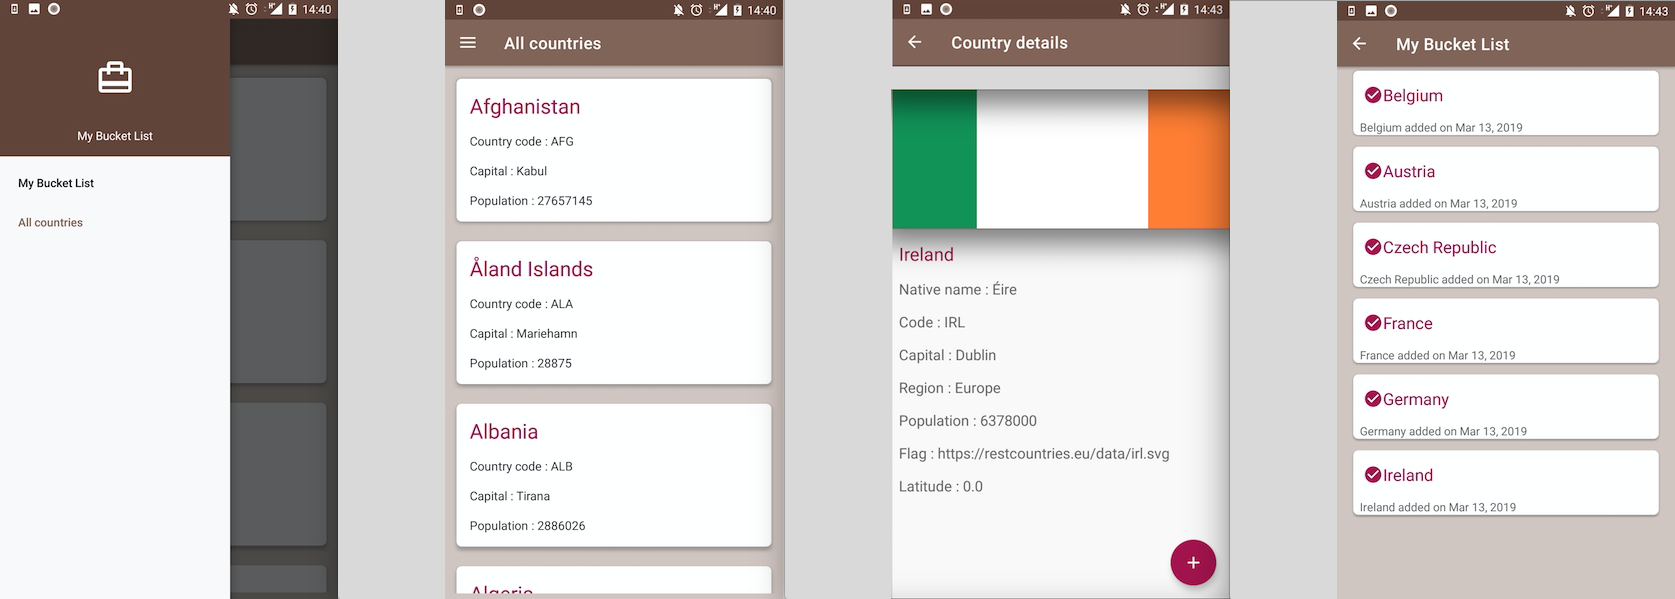 14:40
My Bucket List
My Bucket List
All countries
14:40
All countries
Afghanistan
Country code : AFG
Capital : Kabul
Population : 27657145
Åland Islands
Country code : ALA
Capital : Mariehamn
Population : 28875
Albania
Country code : ALB
Capital : Tirana
Population : 2886026
Algeria
14:43
Country details
Ireland
Native name : Éire
Code : IRL
Capital : Dublin
Region : Europe
Population : 6378000
Flag : https://restcountries.eu/data/irl.svg
Latitude : 0.0
+
14:43
My Bucket List
Belgium
Belgium added on Mar 13, 2019
Austria
Austria added on Mar 13, 2019
Czech Republic
Czech Republic added on Mar 13, 2019
France
France added on Mar 13, 2019
Germany
Germany added on Mar 13, 2019
Ireland
Ireland added on Mar 13, 2019